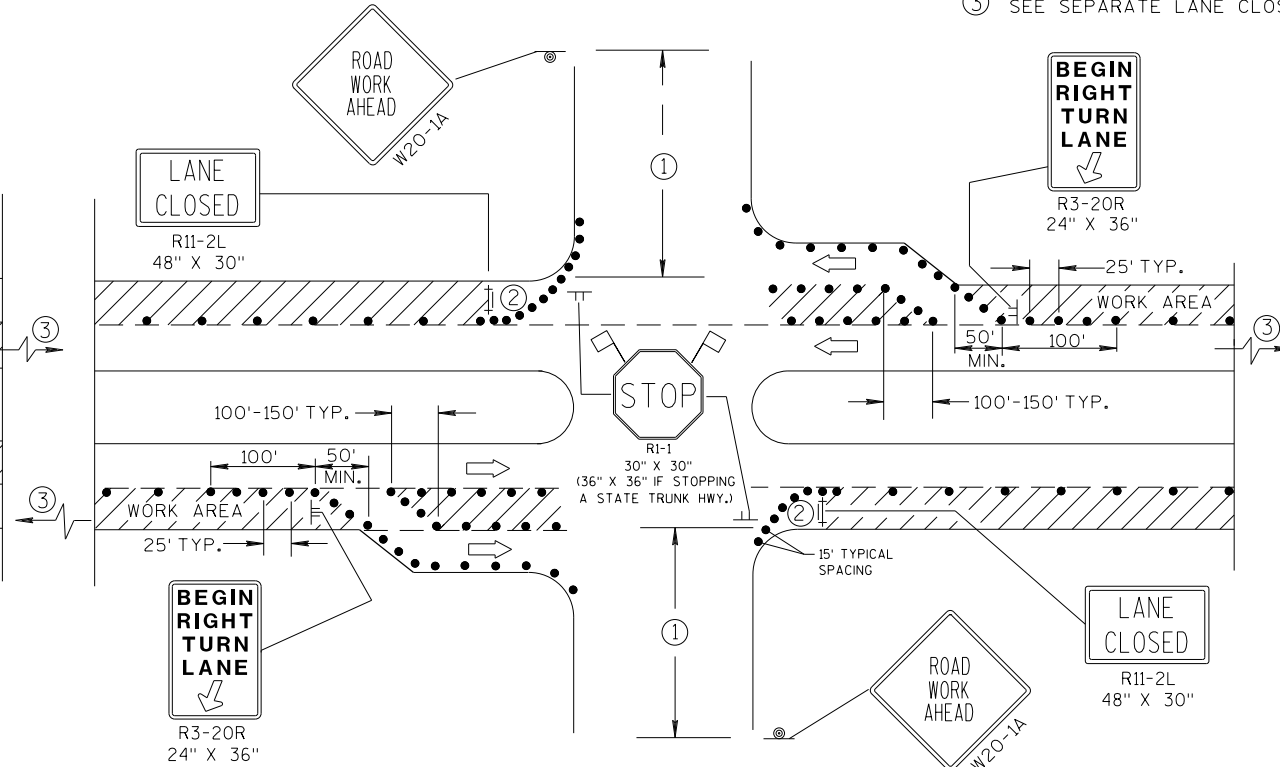 ③ SEE SEPARATE LANE CLOS
ROAD
WORK
AHEAD
W20-1A
BEGIN
RIGHT
TURN
LANE
R3-20R
24" X 36"
①
LANE
CLOSED
R11-2L
48" X 30"
②
25' TYP.
WORK AREA
③
③
50'
MIN.
100'
100'-150' TYP.
100'-150' TYP.
STOP
R1-1
30" X 30"
(36" X 36" IF STOPPING
A STATE TRUNK HWY.)
100'
50'
MIN.
③
WORK AREA
②
25' TYP.
15' TYPICAL
SPACING
BEGIN
RIGHT
TURN
LANE
R3-20R
24" X 36"
①
LANE
CLOSED
R11-2L
48" X 30"
ROAD
WORK
AHEAD
W20-1A